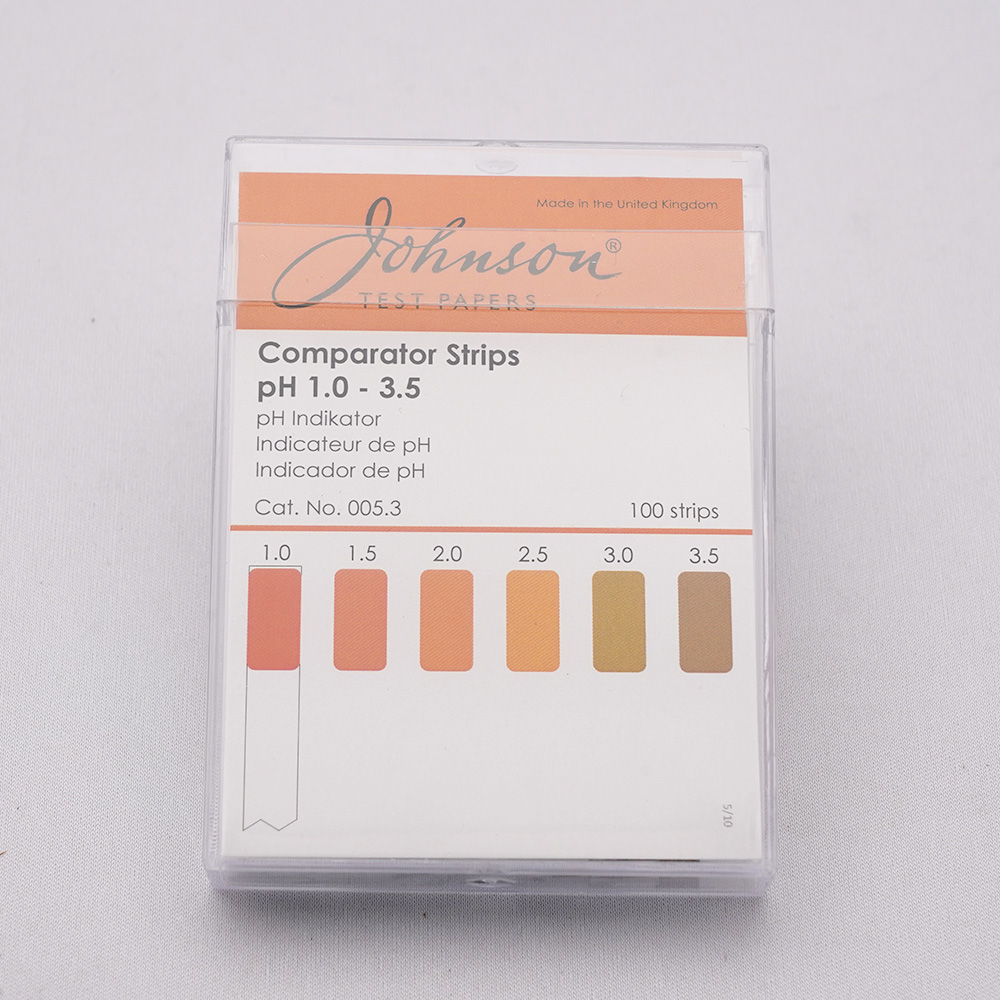 Made in the United Kingdom
Johnson®
TEST PAPERS
Comparator Strips
pH 1.0 - 3.5
pH Indikator
Indicateur de pH
Indicador de pH
Cat. No. 005.3 100 strips
1.0 1.5 2.0 2.5 3.0 3.5
5/10